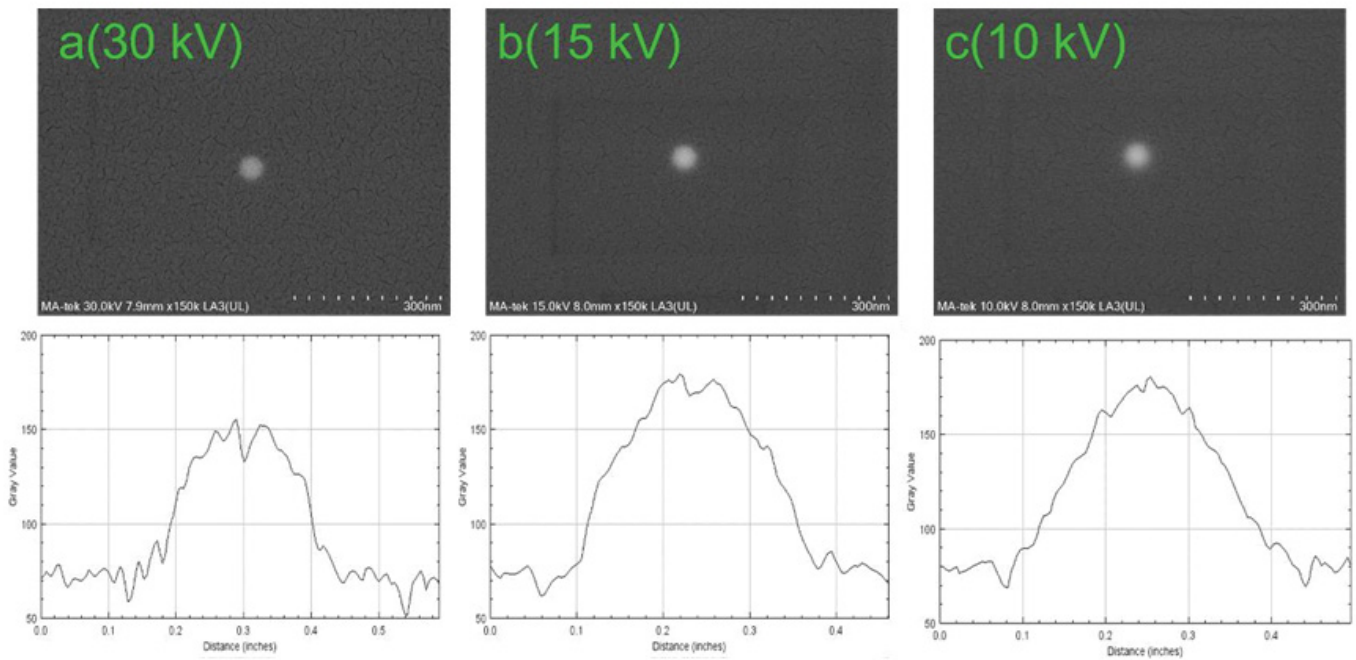 a(30 kV)
b(15 kV)
c(10 kV)
MA-tek 30.0kV 7.9mm x150k LA3(UL) 300nm
MA-tek 15.0kV 8.0mm x150k LA3(UL) 300nm
MA-tek 10.0kV 8.0mm x150k LA3(UL) 300nm
200
150
100
50
Gray Value
0.0 0.1 0.2 0.3 0.4 0.5
Distance (inches)
200
150
100
50
Gray Value
0.0 0.1 0.2 0.3 0.4
Distance (inches)
200
150
100
50
Gray Value
0.0 0.1 0.2 0.3 0.4
Distance (inches)